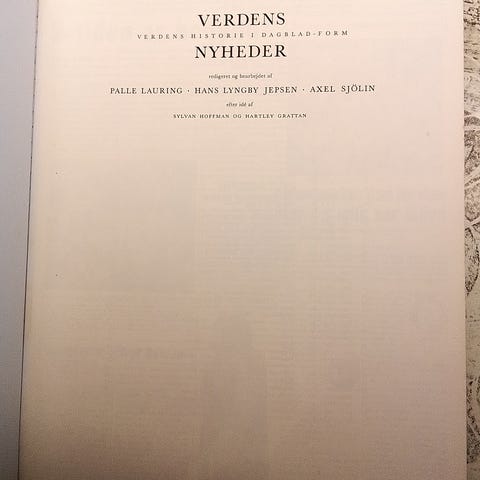 VERDENS
VERDENS HISTORIE I DAGBLAD-FORM
NYHEDER
redigeret og bearbejdet af
PALLE LAURING · HANS LYNGBY JEPSEN · AXEL SJÖLIN
efter idé af
SYLVAN HOFFMAN OG HARTLEY GRATTAN